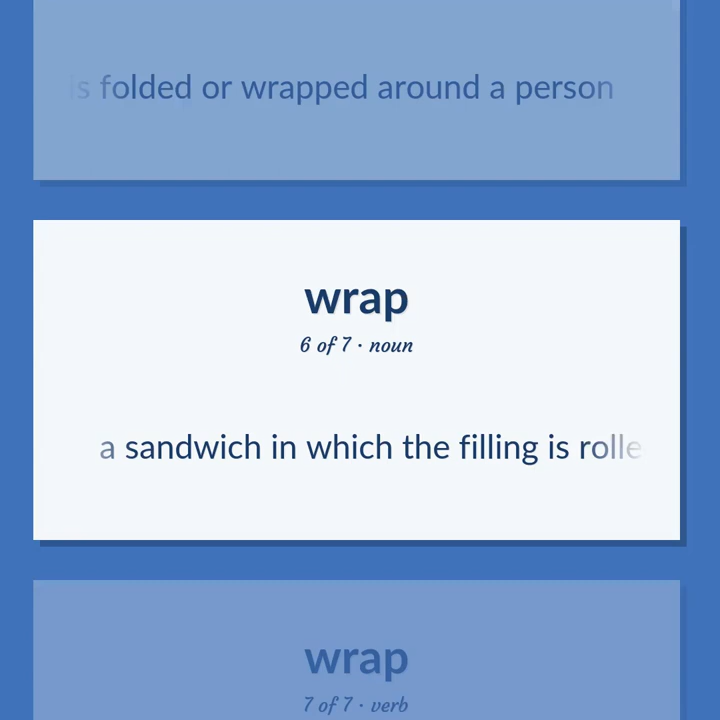 folded or wrapped around a person
wrap
6 of 7 · noun
a sandwich in which the filling is rolle
wrap
7 of 7 · verb